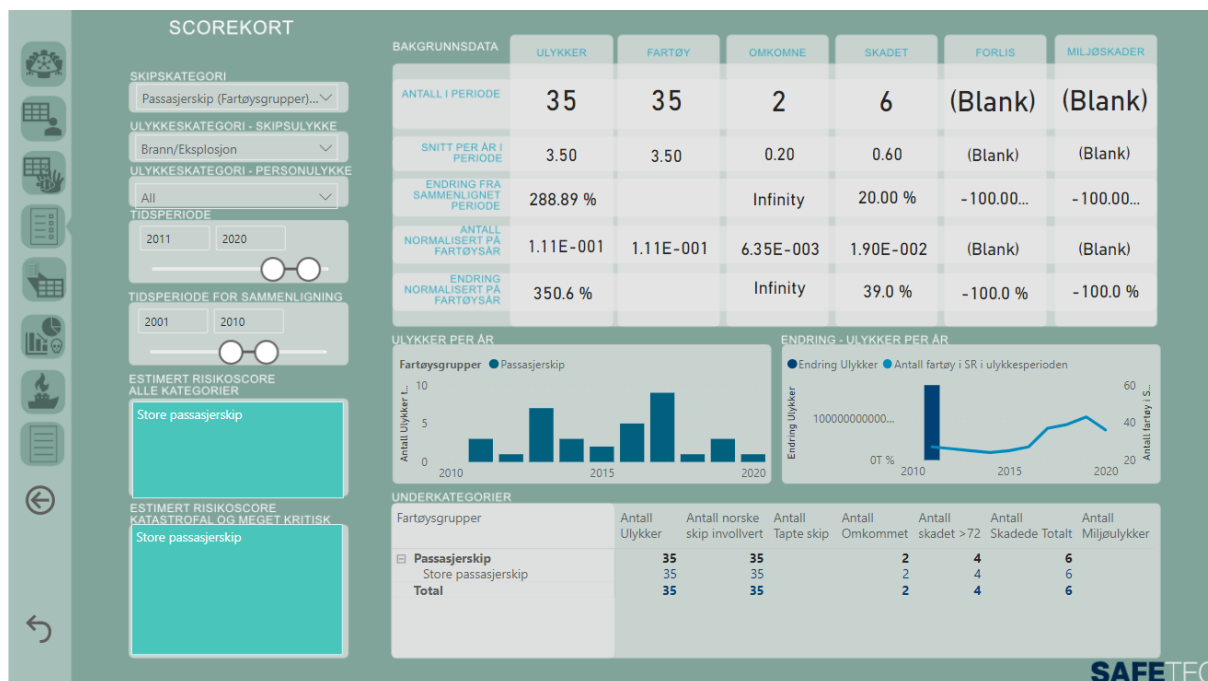 SCOREKORT
SKIPSKATEGORI
Passasjerskip (Fartøysgrupper)...
ULYKKESKATEGORI - SKIPSULYKKE
Brann/Eksplosjon
ULYKKESKATEGORI - PERSONULYKKE
All
TIDSPERIODE
2011 2020
TIDSPERIODE FOR SAMMENLIGNING
2001 2010
ESTIMERT RISIKOSCORE
ALLE KATEGORIER
Store passasjerskip
ESTIMERT RISIKOSCORE
KATASTROFAL OG MEGET KRITISK
Store passasjerskip
BAKGRUNNSDATA ULYKKER FARTØY OMKOMNE SKADET FORLIS MILJØSKADER
ANTALL I PERIODE 35 35 2 6 (Blank) (Blank)
SNITT PER ÅR I
PERIODE 3.50 3.50 0.20 0.60 (Blank) (Blank)
ENDRING FRA
SAMMENLIGNET
PERIODE 288.89 % Infinity 20.00 % -100.00... -100.00...
ANTALL
NORMALISERT PÅ
FARTØYSÅR 1.11E-001 1.11E-001 6.35E-003 1.90E-002 (Blank) (Blank)
ENDRING
NORMALISERT PÅ
FARTØYSÅR 350.6 % Infinity 39.0 % -100.0 % -100.0 %
ULYKKER PER ÅR
Fartøysgrupper Passasjerskip
Antall Ulykker t...
10
5
0
2010 2015 2020
ENDRING - ULYKKER PER ÅR
Endring Ulykker Antall fartøy i SR i ulykkesperioden
Endring Ulykker
100000000000...
0T %
2010 2015 2020
60
40
20
Antall fartøy i S...
UNDERKATEGORIER
Fartøysgrupper Antall Antall norske Antall Antall Antall Antall Antall
Ulykker skip invollvert Tapte skip Omkommet skadet >72 Skadede Totalt Miljøulykker
Passasjerskip 35 35 2 4 6
Store passasjerskip 35 35 2 4 6
Total 35 35 2 4 6
SAFETEC